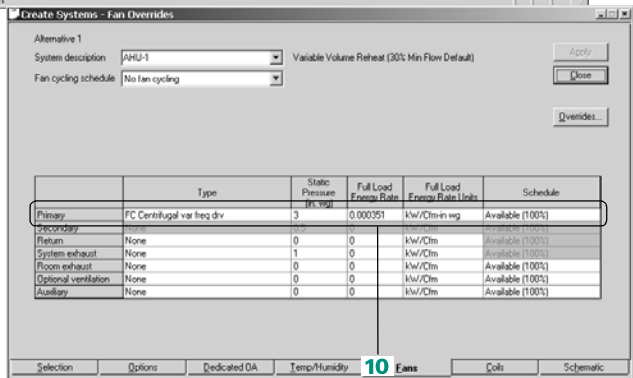 Create Systems - Fan Overrides
Alternative 1
System description AHU-1 Variable Volume Reheat (30% Min Flow Default)
Apply
Fan cycling schedule No fan cycling
Close
Overrides...
Type Static Pressure (in. wg) Full Load Energy Rate Full Load Energy Rate Units Schedule
Primary FC Centrifugal var freq drv 3 0.000351 kW/Cfm-in wg Available (100%)
Secondary None 0.5 0 kW/Cfm Available (100%)
Return None 0 0 kW/Cfm Available (100%)
System exhaust None 1 0 kW/Cfm Available (100%)
Room exhaust None 0 0 kW/Cfm Available (100%)
Optional ventilation None 0 0 kW/Cfm Available (100%)
Auxiliary None 0 0 kW/Cfm Available (100%)
Selection Options Dedicated OA Temp/Humidity 10 Fans Coils Schematic